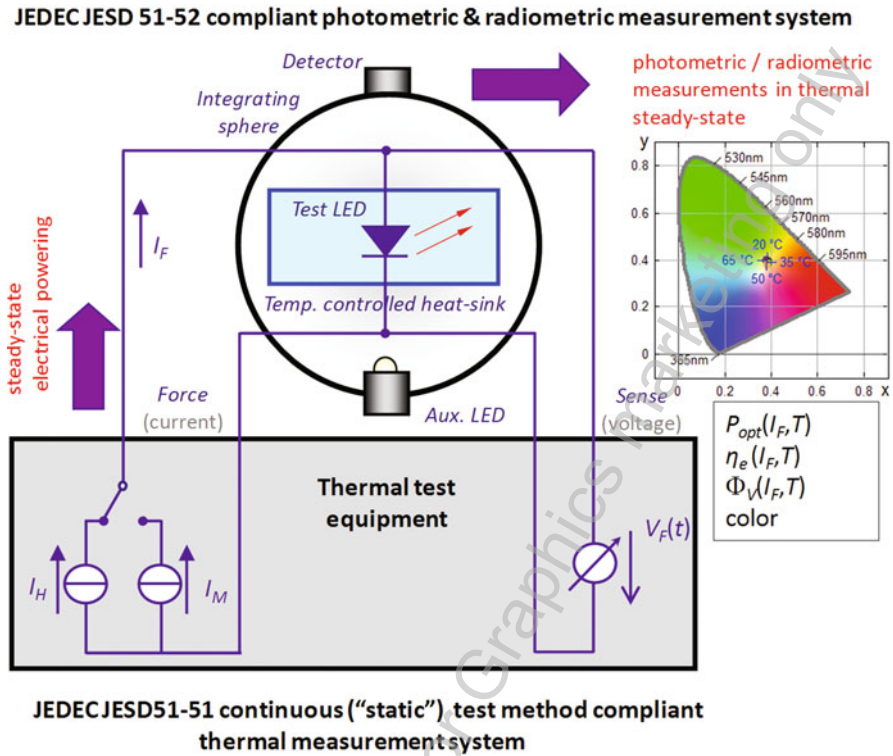 JEDEC JESD 51-52 compliant photometric & radiometric measurement system
Detector
Integrating
sphere
photometric / radiometric
measurements in thermal
steady-state
y
0.8
0.6
0.4
0.2
0
530nm
545nm
560nm
570nm
580nm
595nm
20 °C
65 °C
35 °C
50 °C
365nm
0
0.2
0.4
0.6
0.8
x
I_F
Test LED
Temp. controlled heat-sink
steady-state
electrical powering
Force
(current)
Aux. LED
Sense
(voltage)
P_opt(I_F,T)
η_e(I_F,T)
Φ_V(I_F,T)
color
Thermal test
equipment
I_H
I_M
V_F(t)
JEDEC JESD51-51 continuous (“static”) test method compliant
thermal measurement system
or Graphics marketing only